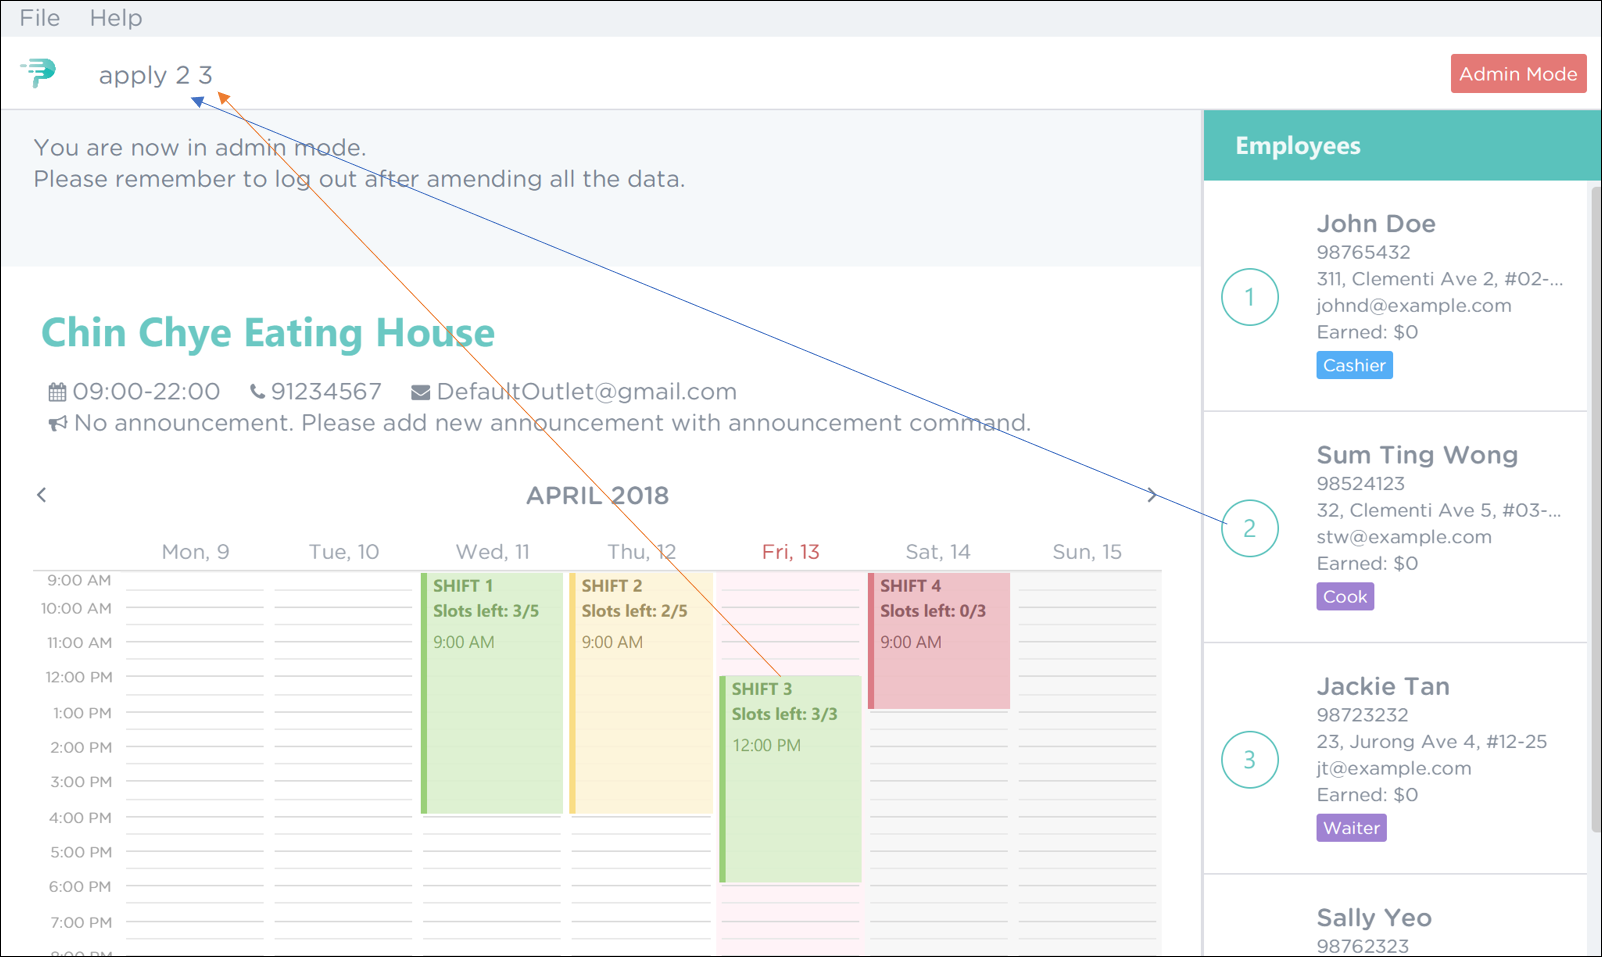 File Help
apply 2 3
Admin Mode
You are now in admin mode.
Please remember to log out after amending all the data.
Chin Chye Eating House
09:00-22:00 91234567 DefaultOutlet@gmail.com
No announcement. Please add new announcement with announcement command.
APRIL 2018
Mon, 9 Tue, 10 Wed, 11 Thu, 12 Fri, 13 Sat, 14 Sun, 15
9:00 AM
10:00 AM
11:00 AM
12:00 PM
1:00 PM
2:00 PM
3:00 PM
4:00 PM
5:00 PM
6:00 PM
7:00 PM
8:00 PM
SHIFT 1
Slots left: 3/5
9:00 AM
SHIFT 2
Slots left: 2/5
9:00 AM
SHIFT 3
Slots left: 3/3
12:00 PM
SHIFT 4
Slots left: 0/3
9:00 AM
Employees
1
John Doe
98765432
311, Clementi Ave 2, #02-...
johnd@example.com
Earned: $0
Cashier
2
Sum Ting Wong
98524123
32, Clementi Ave 5, #03-...
stw@example.com
Earned: $0
Cook
3
Jackie Tan
98723232
23, Jurong Ave 4, #12-25
jt@example.com
Earned: $0
Waiter
Sally Yeo
98762323